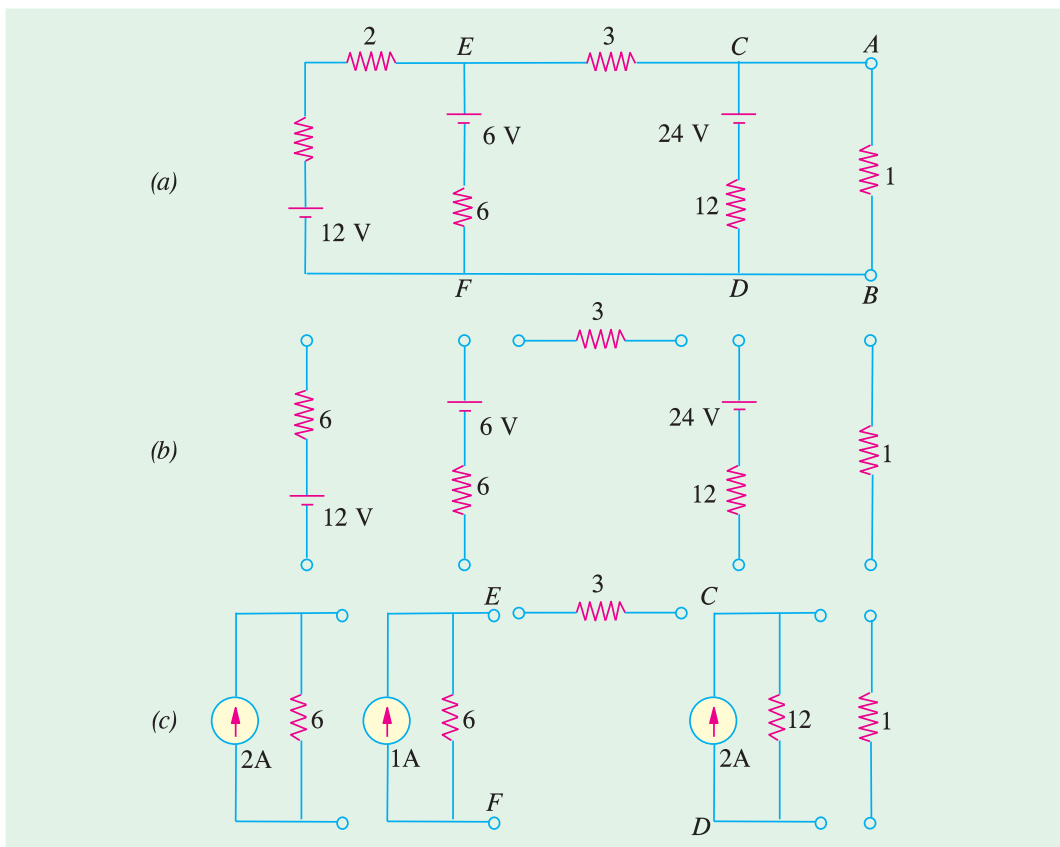 2 E 3 C A
6 V 24 V
(a) 1
12 6
12 V
F D B
3
6 6 V 24 V
(b) 1
6 12
12 V
E 3 C
(c) 6 6 12 1
2A 1A 2A
F
D